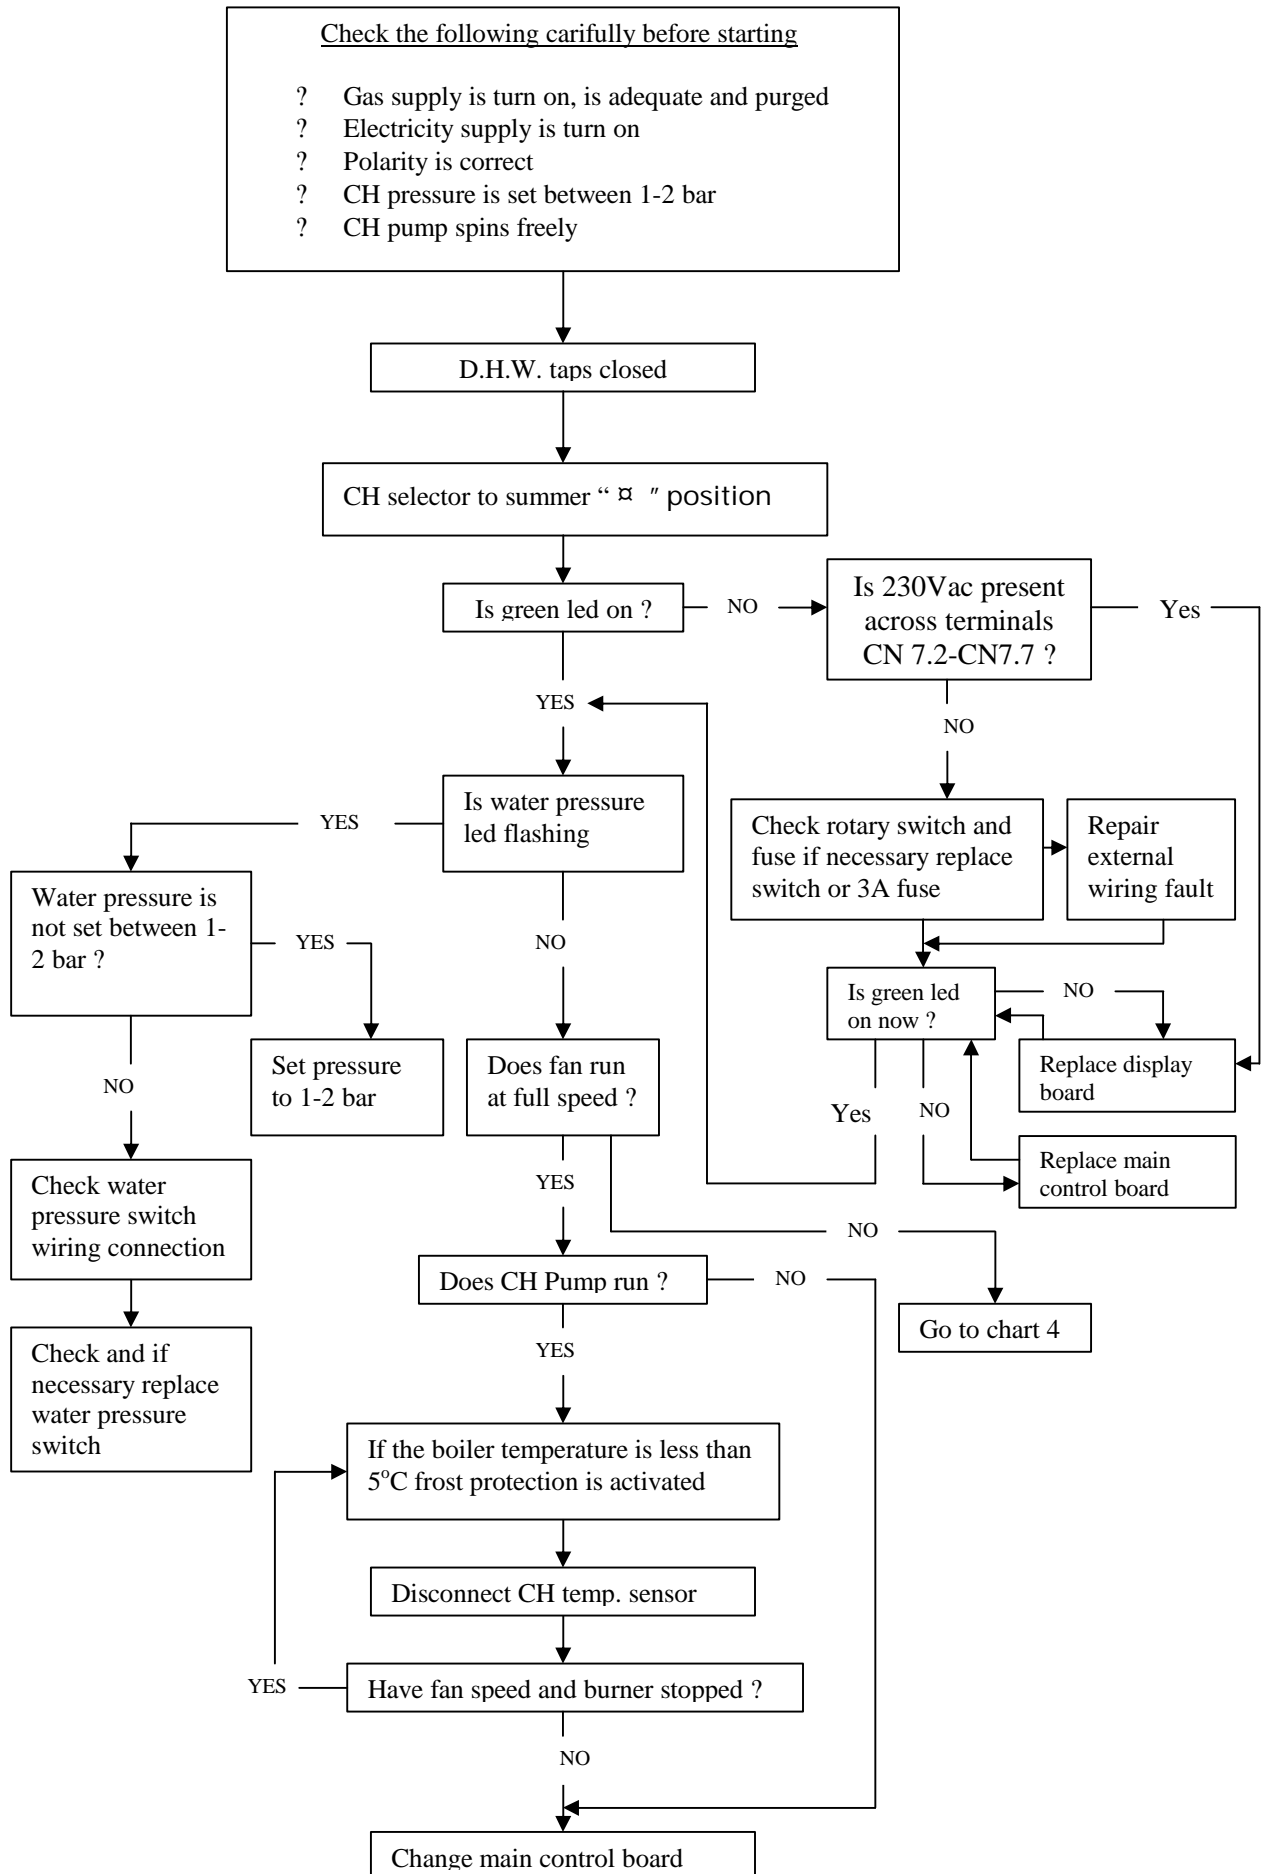 Check the following carifully before starting
? Gas supply is turn on, is adequate and purged
? Electricity supply is turn on
? Polarity is correct
? CH pressure is set between 1-2 bar
? CH pump spins freely
D.H.W. taps closed
CH selector to summer “ ¤ ” position
Is green led on ?
NO
Is 230Vac present
across terminals
CN 7.2-CN7.7 ?
Yes
YES
NO
Is water pressure
led flashing
YES
Check rotary switch and
fuse if necessary replace
switch or 3A fuse
Repair
external
wiring fault
Water pressure is
not set between 1-
2 bar ?
YES
NO
Is green led
on now ?
NO
Set pressure
to 1-2 bar
Does fan run
at full speed ?
Replace display
board
NO
Yes
NO
Check water
pressure switch
wiring connection
YES
Replace main
control board
NO
Does CH Pump run ?
NO
Go to chart 4
Check and if
necessary replace
water pressure
switch
YES
If the boiler temperature is less than
5°C frost protection is activated
Disconnect CH temp. sensor
YES
Have fan speed and burner stopped ?
NO
Change main control board